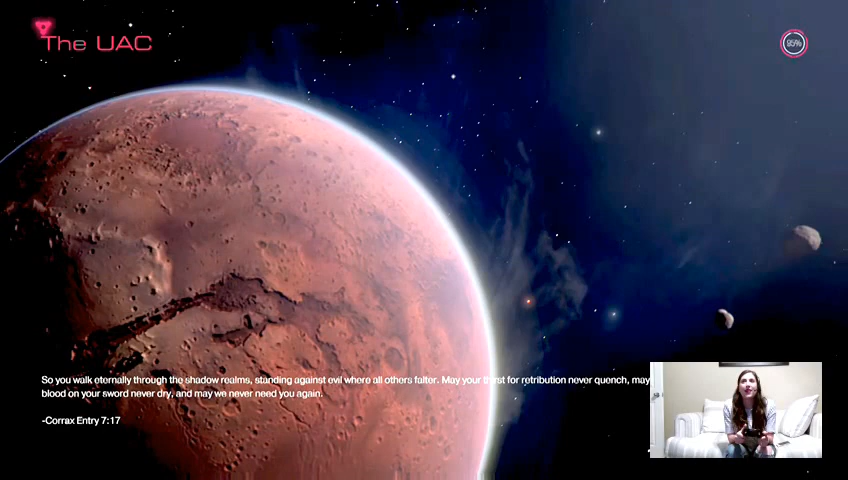 The UAC
95%
So you walk eternally through the shadow realms, standing against evil where all others falter. May your thirst for retribution never quench, may
blood on your sword never dry, and may we never need you again.
-Corrax Entry 7:17